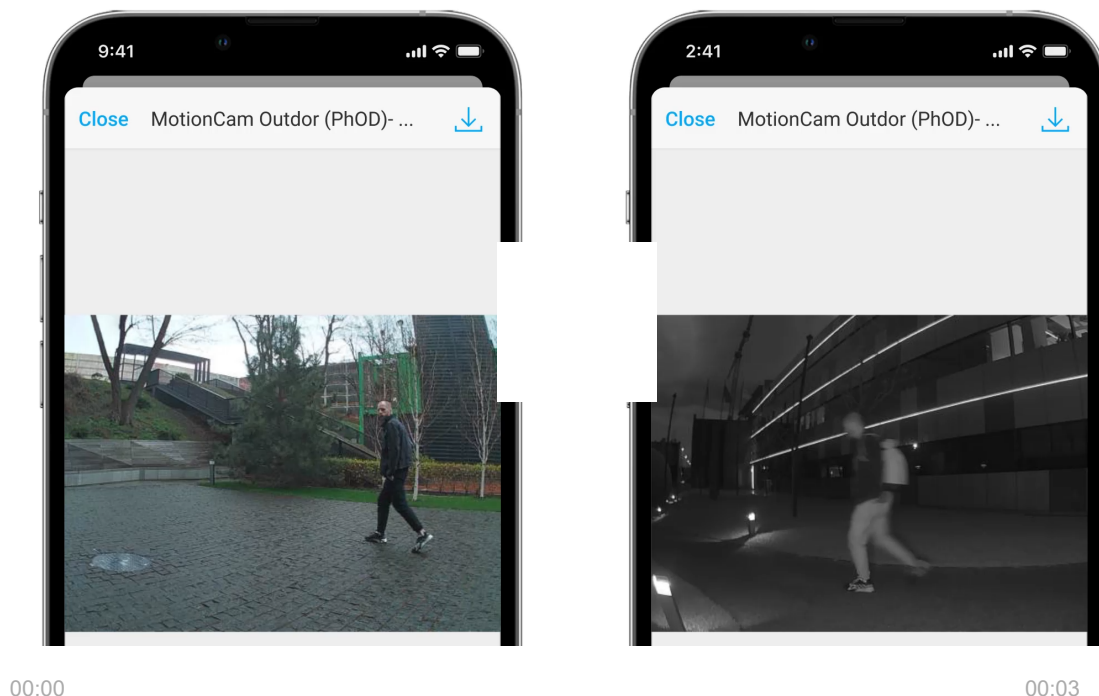 9:41
Close MotionCam Outdor (PhOD)- ...
2:41
Close MotionCam Outdor (PhOD)- ...
00:00
00:03